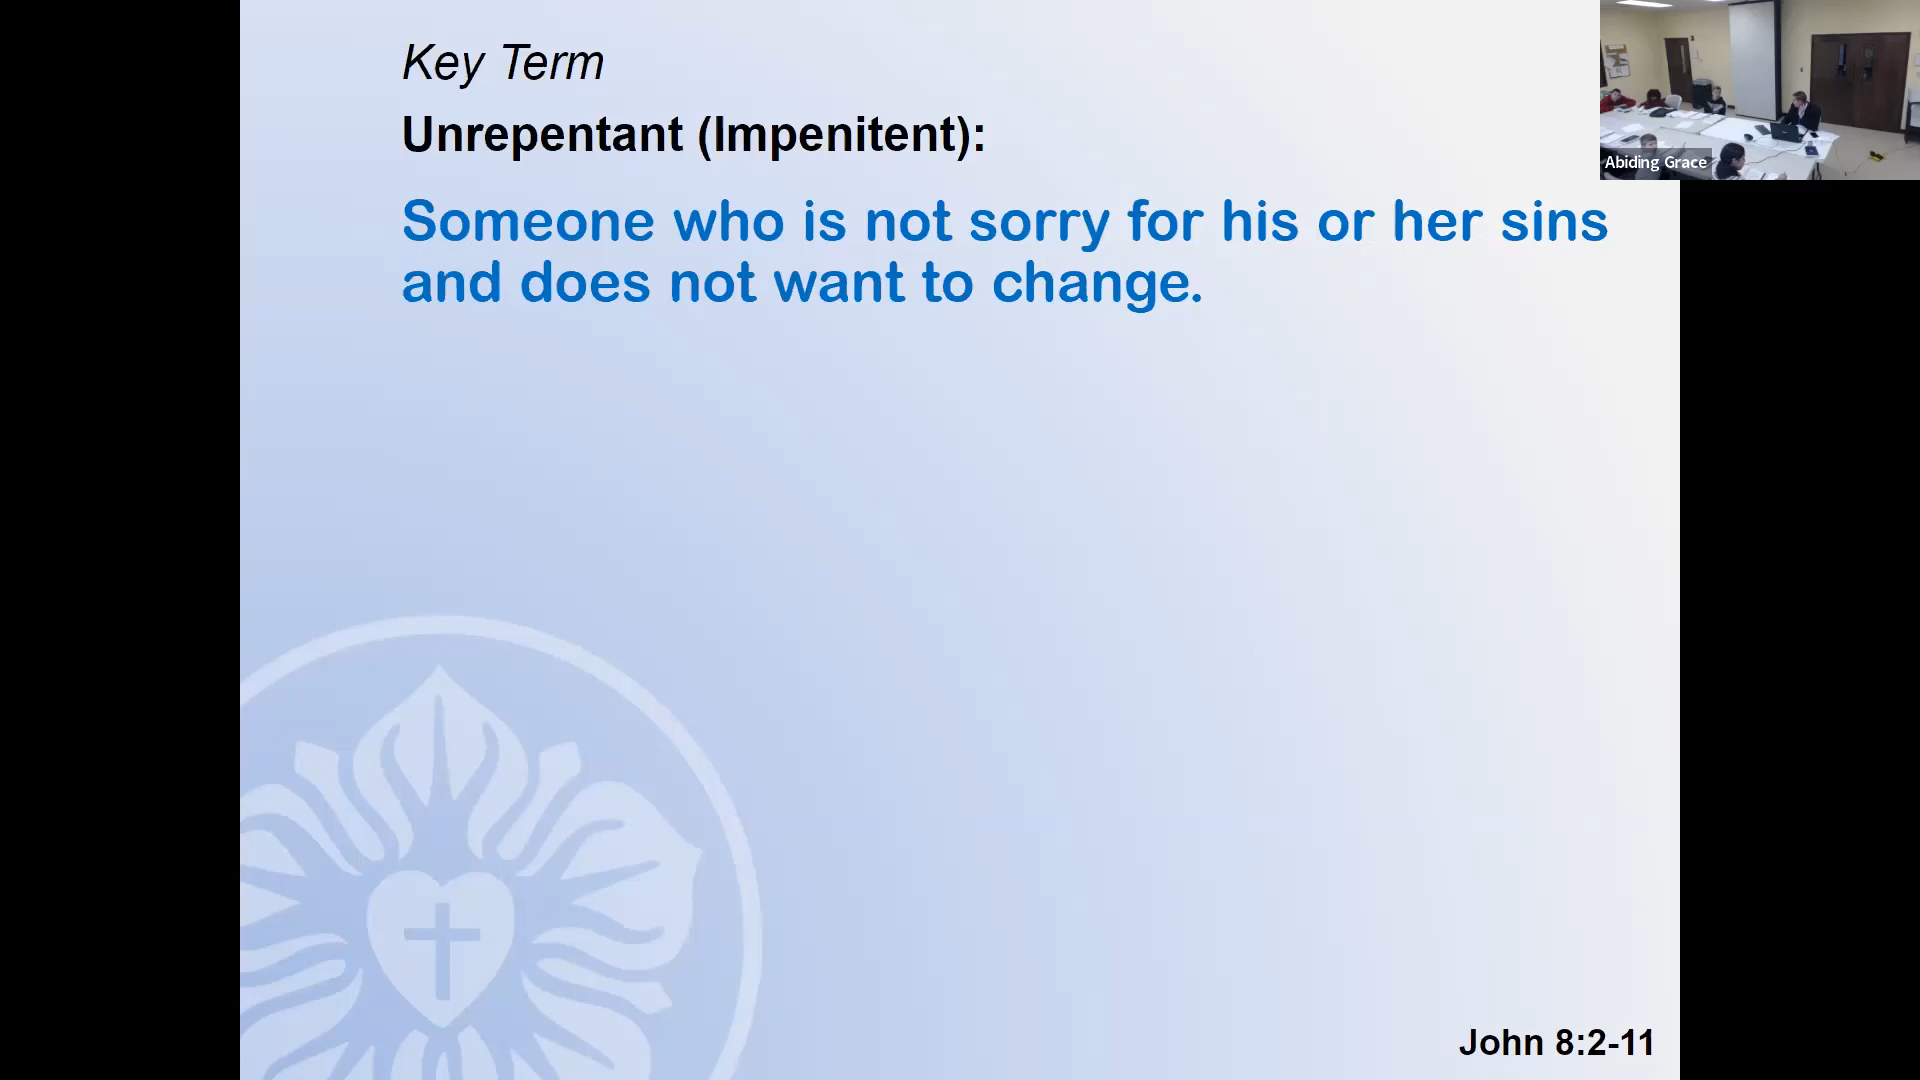 Key Term
Unrepentant (Impenitent):
Someone who is not sorry for his or her sins
and does not want to change.
Abiding Grace
John 8:2-11